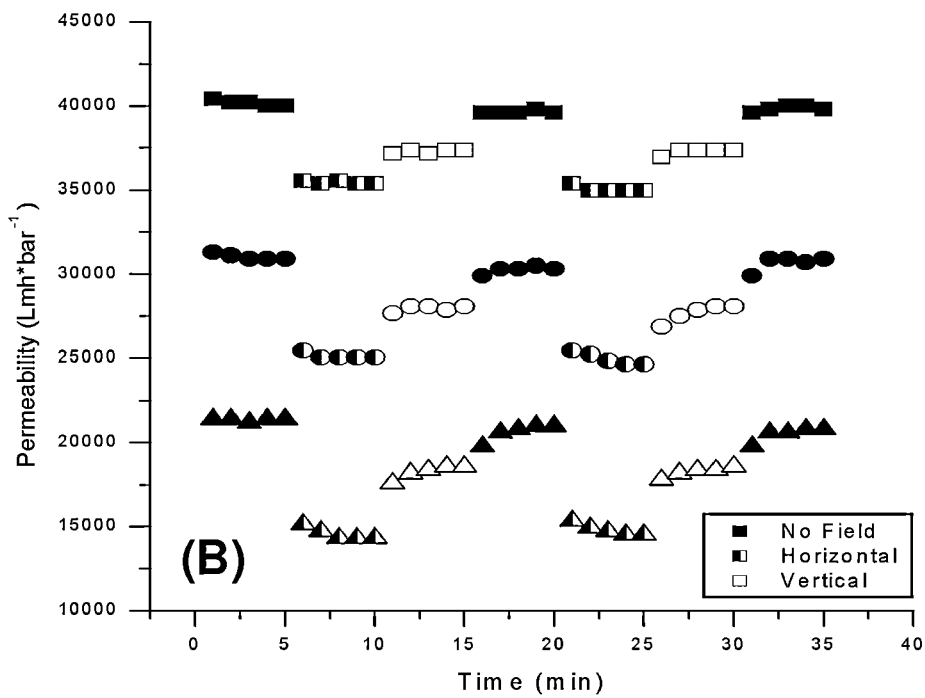 45000
40000
35000
30000
25000
20000
15000
10000
Permeability (Lmh*bar⁻¹)
(B)
No Field
Horizontal
Vertical
0 5 10 15 20 25 30 35 40
Time (min)